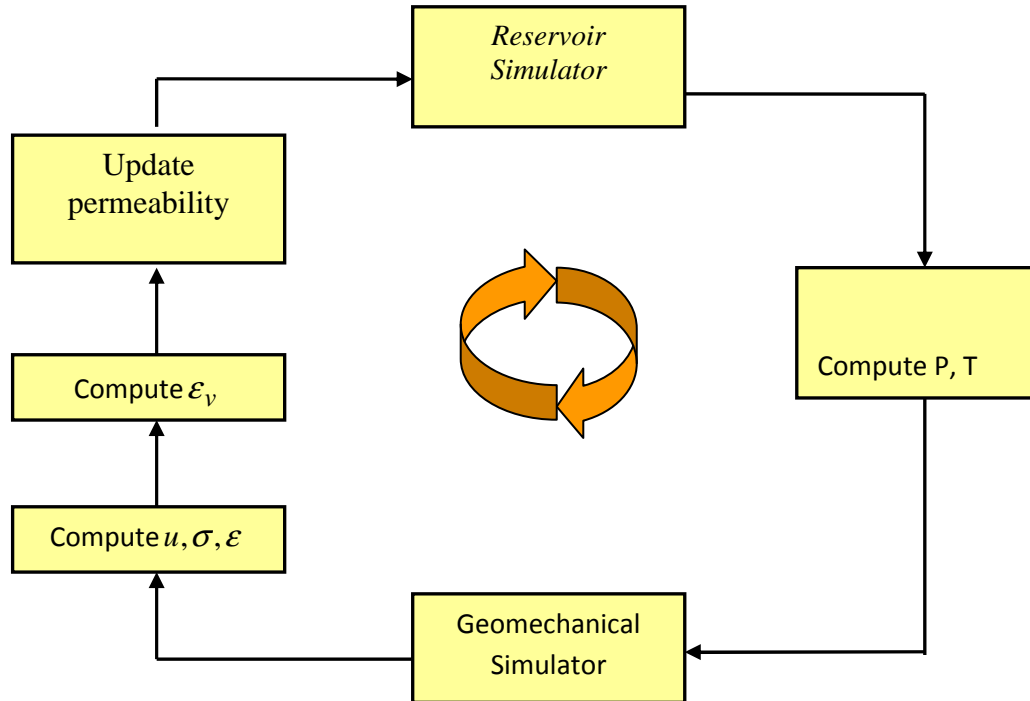 Reservoir
Simulator
Update
permeability
Compute P, T
Compute εᵥ
Compute u, σ, ε
Geomechanical
Simulator